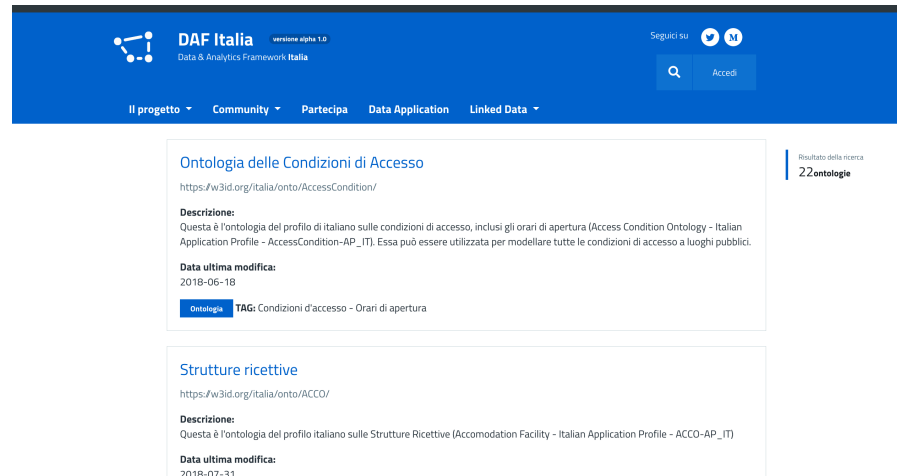 DAF Italia versione alpha 1.0
Data & Analytics Framework Italia
Seguici su
Accedi
Il progetto Community Partecipa Data Application Linked Data
Ontologia delle Condizioni di Accesso
https://w3id.org/italia/onto/AccessCondition/
Descrizione:
Questa è l'ontologia del profilo di italiano sulle condizioni di accesso, inclusi gli orari di apertura (Access Condition Ontology - Italian
Application Profile - AccessCondition-AP_IT). Essa può essere utilizzata per modellare tutte le condizioni di accesso a luoghi pubblici.
Data ultima modifica:
2018-06-18
Ontologia TAG: Condizioni d'accesso - Orari di apertura
Risultato della ricerca
22ontologie
Strutture ricettive
https://w3id.org/italia/onto/ACCO/
Descrizione:
Questa è l'ontologia del profilo italiano sulle Strutture Ricettive (Accomodation Facility - Italian Application Profile - ACCO-AP_IT)
Data ultima modifica:
2018-07-31